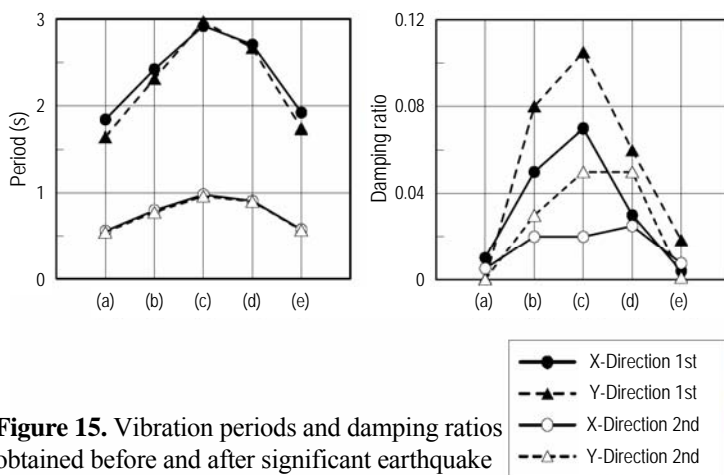 3
2
1
0
Period (s)
(a) (b) (c) (d) (e)
0.12
0.08
0.04
0
Damping ratio
(a) (b) (c) (d) (e)
X-Direction 1st
Y-Direction 1st
X-Direction 2nd
Y-Direction 2nd
Figure 15. Vibration periods and damping ratios
obtained before and after significant earthquake